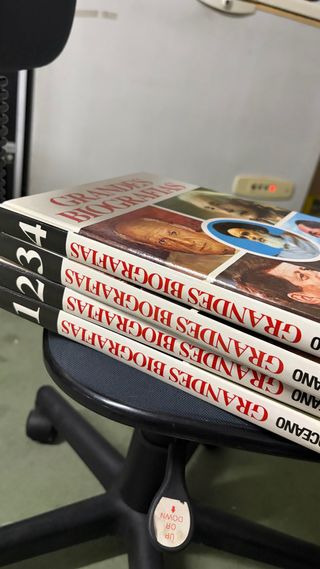 GRANDES
BIOGRAFIAS
4 GRANDES BIOGRAFIAS
3 GRANDES BIOGRAFIAS OCEANO
2 GRANDES BIOGRAFIAS OCEANO
1 GRANDES BIOGRAFIAS OCEANO
UP
OR
DOWN